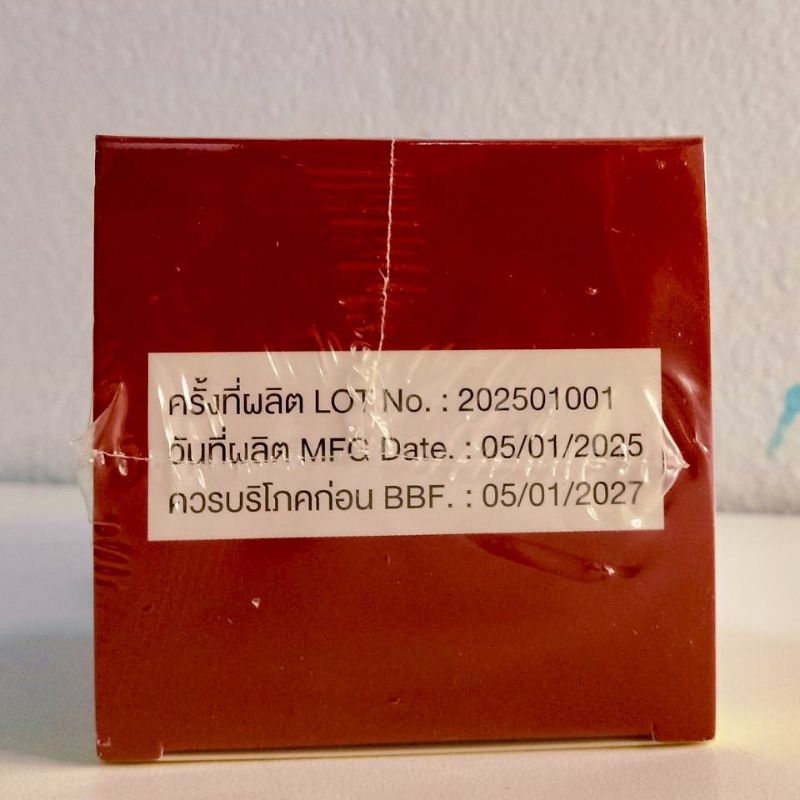 ครั้งที่ผลิต LOT No. : 202501001
วันที่ผลิต MFG Date. : 05/01/2025
ควรบริโภคก่อน BBF. : 05/01/2027